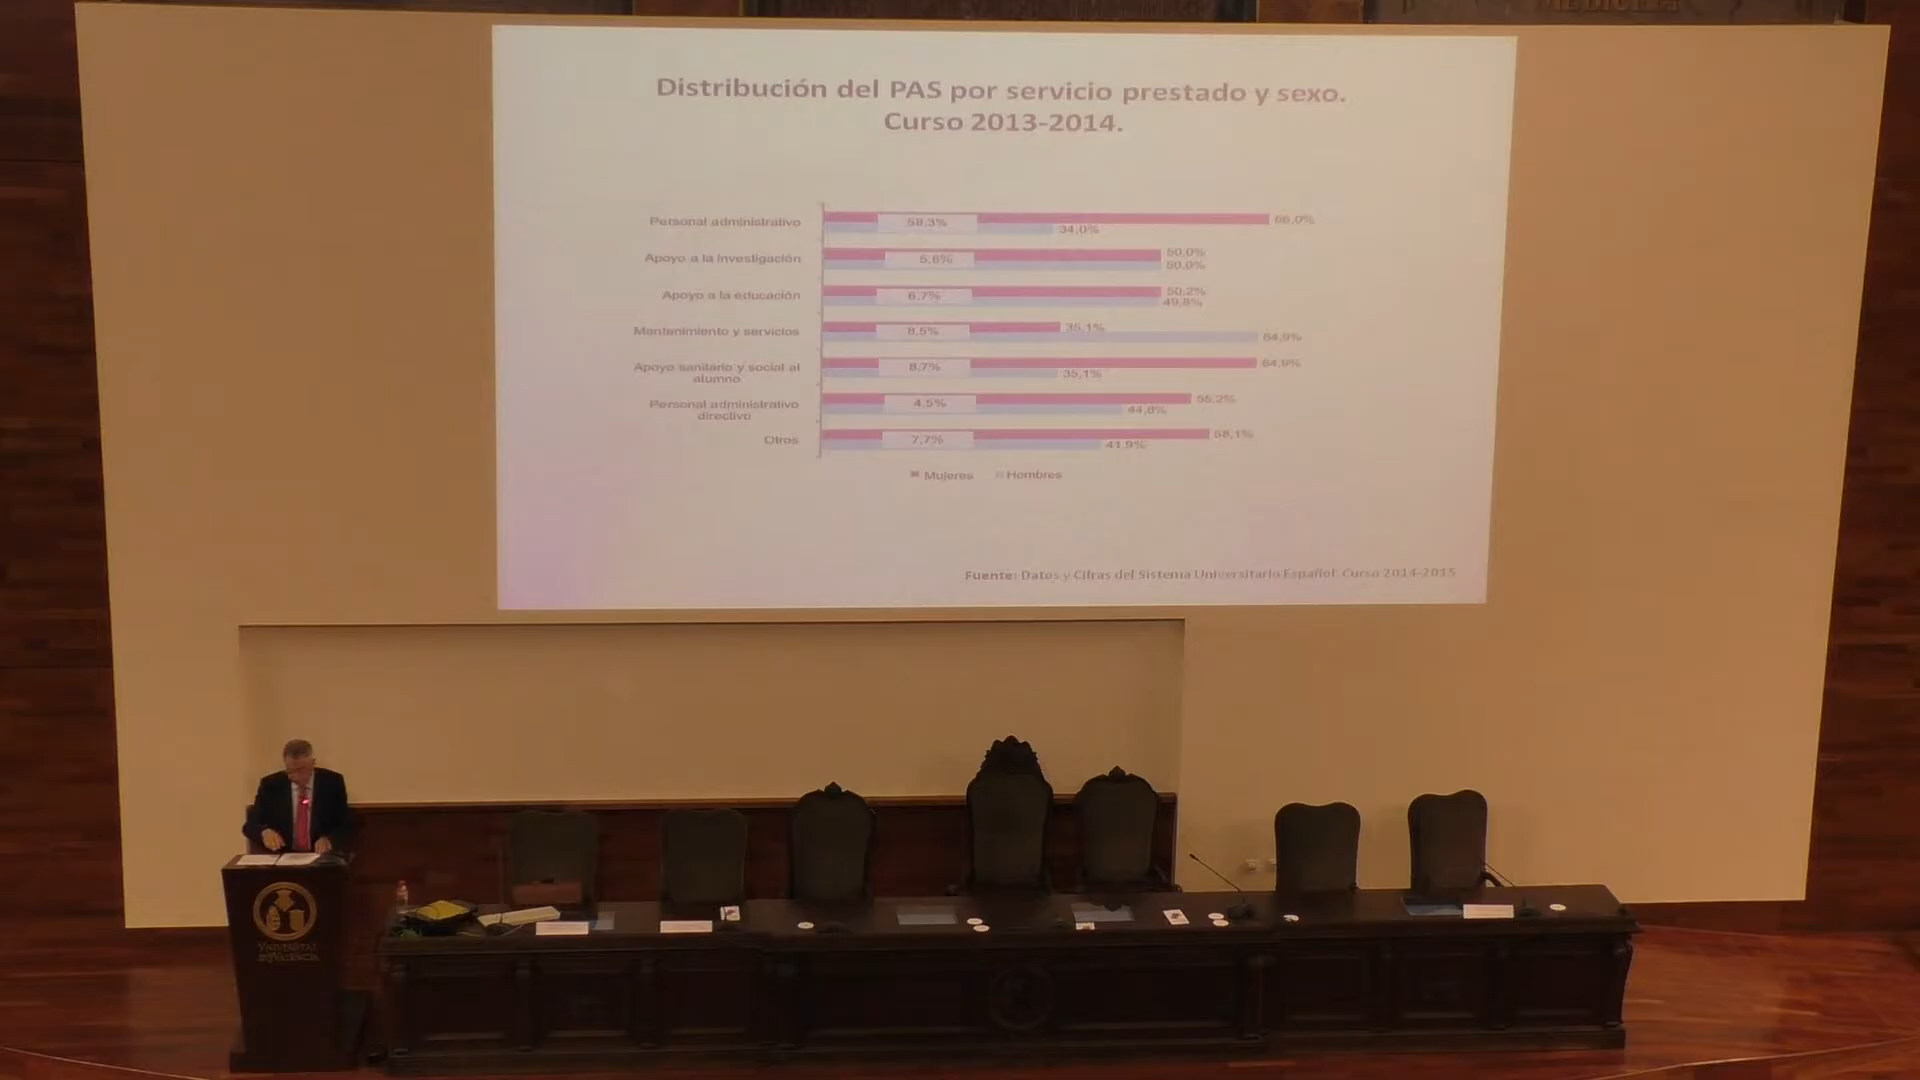 Distribución del PAS por servicio prestado y sexo.
Curso 2013-2014.
Personal administrativo
58,3%
66,0%
34,0%
Apoyo a la investigación
5,6%
50,0%
50,0%
Apoyo a la educación
6,7%
50,2%
49,8%
Mantenimiento y servicios
8,5%
35,1%
64,9%
Apoyo sanitario y social al
alumno
8,7%
64,9%
35,1%
Personal administrativo
directivo
4,5%
55,2%
44,8%
Otros
7,7%
58,1%
41,9%
Mujeres Hombres
Fuente: Datos y Cifras del Sistema Universitario Español. Curso 2014-2015